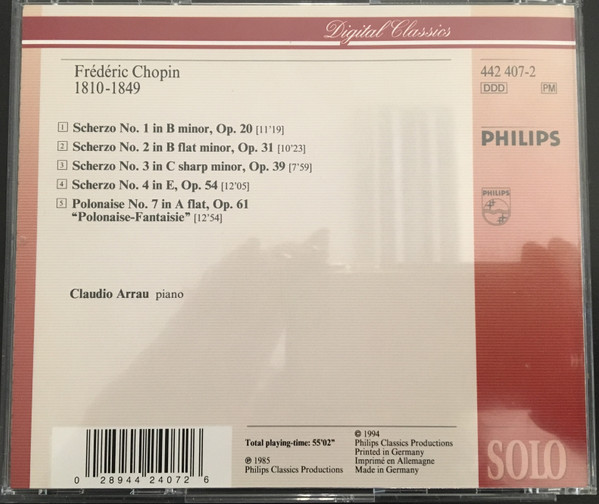 Digital Classics
Frédéric Chopin
1810-1849
442 407-2
DDD PM
PHILIPS
1 Scherzo No. 1 in B minor, Op. 20 [11'19]
2 Scherzo No. 2 in B flat minor, Op. 31 [10'23]
3 Scherzo No. 3 in C sharp minor, Op. 39 [7'59]
4 Scherzo No. 4 in E, Op. 54 [12'05]
5 Polonaise No. 7 in A flat, Op. 61
“Polonaise-Fantaisie” [12'54]
PHILIPS
Claudio Arrau piano
Total playing-time: 55'02”
℗ 1985
Philips Classics Productions
© 1994
Philips Classics Productions
Printed in Germany
Imprimé en Allemagne
Made in Germany
SOLO
0 28944 24072 6